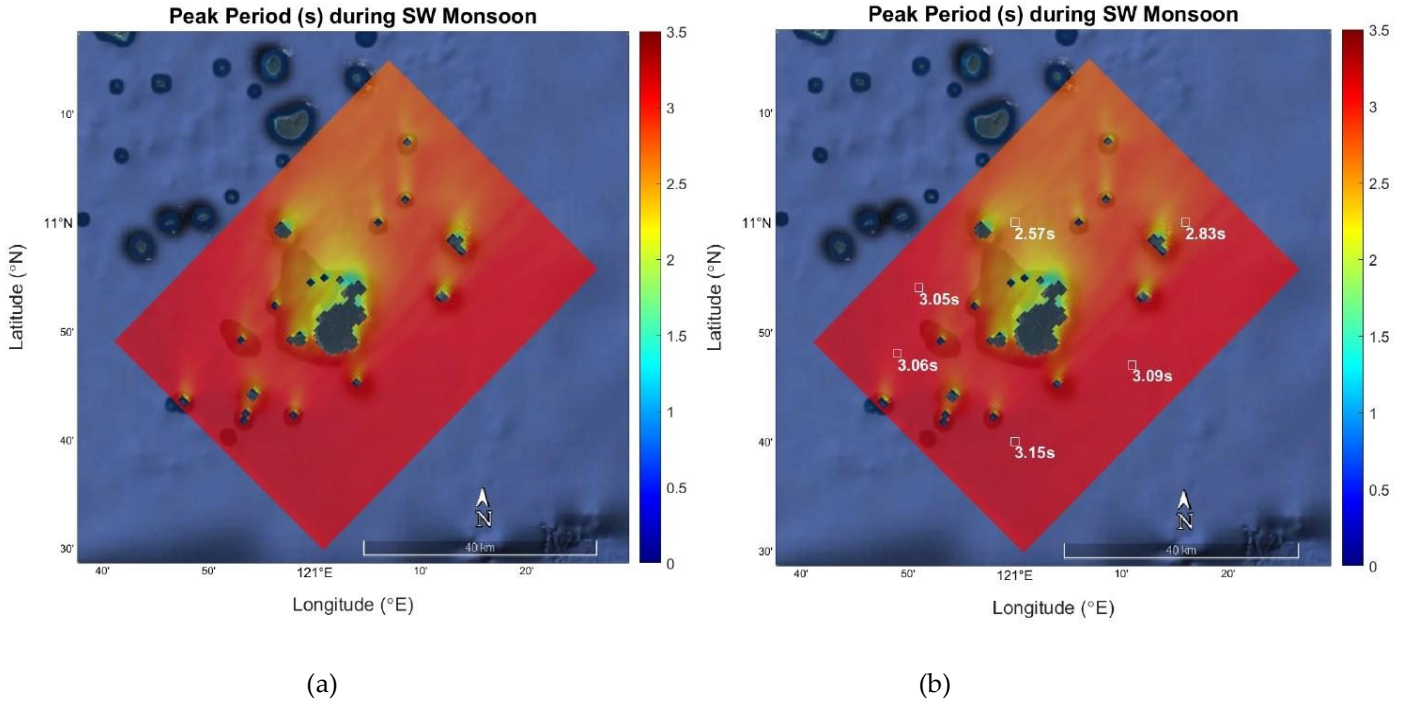 Peak Period (s) during SW Monsoon
3.5
10'
3
2.5
11°N
2
50'
1.5
1
40'
0.5
N
40 km
30'
0
40'
50'
121°E
10'
20'
Latitude (°N)
Longitude (°E)
(a)
Peak Period (s) during SW Monsoon
3.5
10'
3
2.5
11°N
2.57s
2.83s
2
3.05s
50'
1.5
3.06s
3.09s
1
40'
3.15s
0.5
N
40 km
30'
0
40'
50'
121°E
10'
20'
Latitude (°N)
Longitude (°E)
(b)